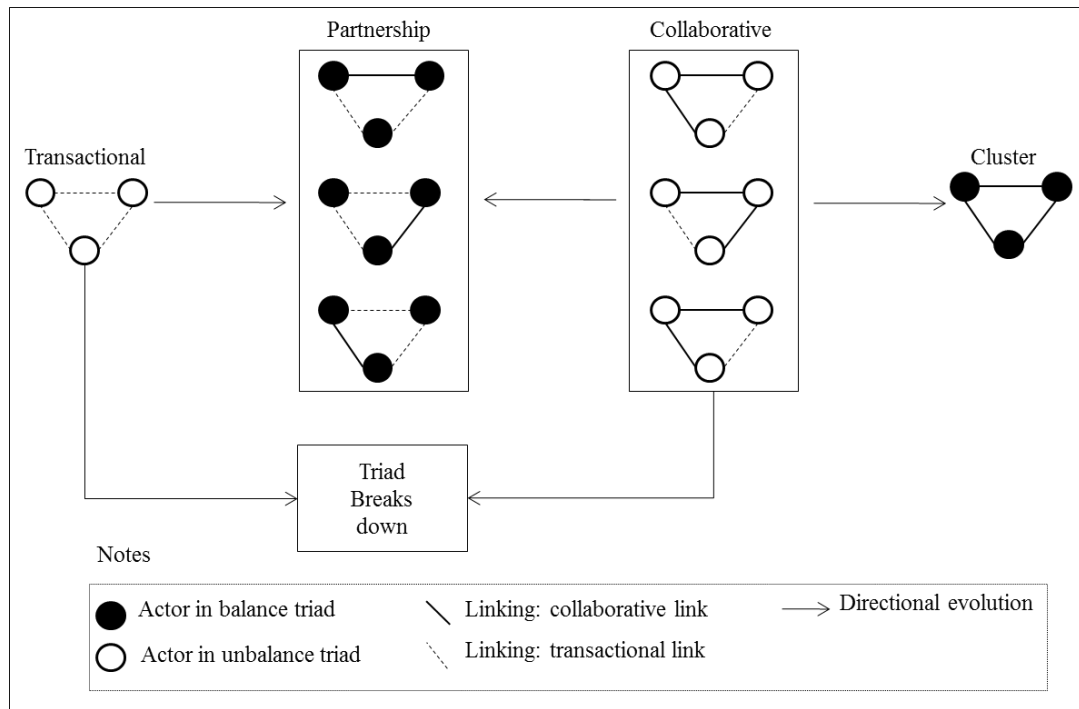 Partnership
Collaborative
Transactional
Cluster
Triad
Breaks
down
Notes
Actor in balance triad
Linking: collaborative link
Directional evolution
Actor in unbalance triad
Linking: transactional link